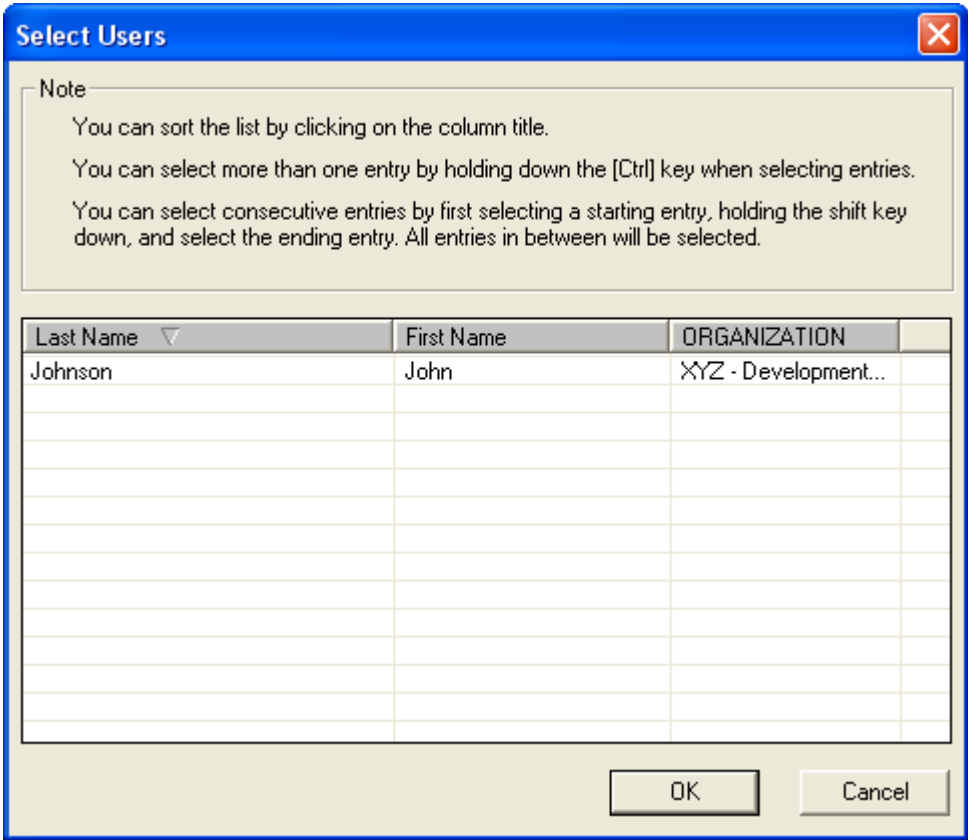 Select Users
Note
You can sort the list by clicking on the column title.
You can select more than one entry by holding down the [Ctrl] key when selecting entries.
You can select consecutive entries by first selecting a starting entry, holding the shift key
down, and select the ending entry. All entries in between will be selected.
Last Name First Name ORGANIZATION
Johnson John XYZ - Development...
OK Cancel